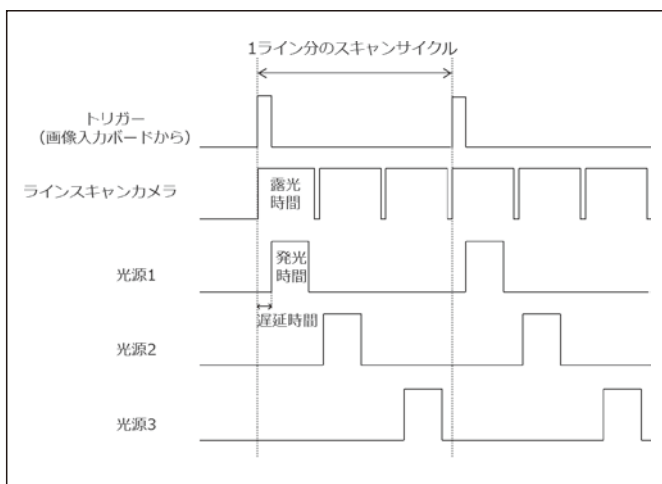 1ライン分のスキャンサイクル
トリガー
(画像入力ボードから)
ラインスキャンカメラ
露光
時間
光源1
発光
時間
遅延時間
光源2
光源3